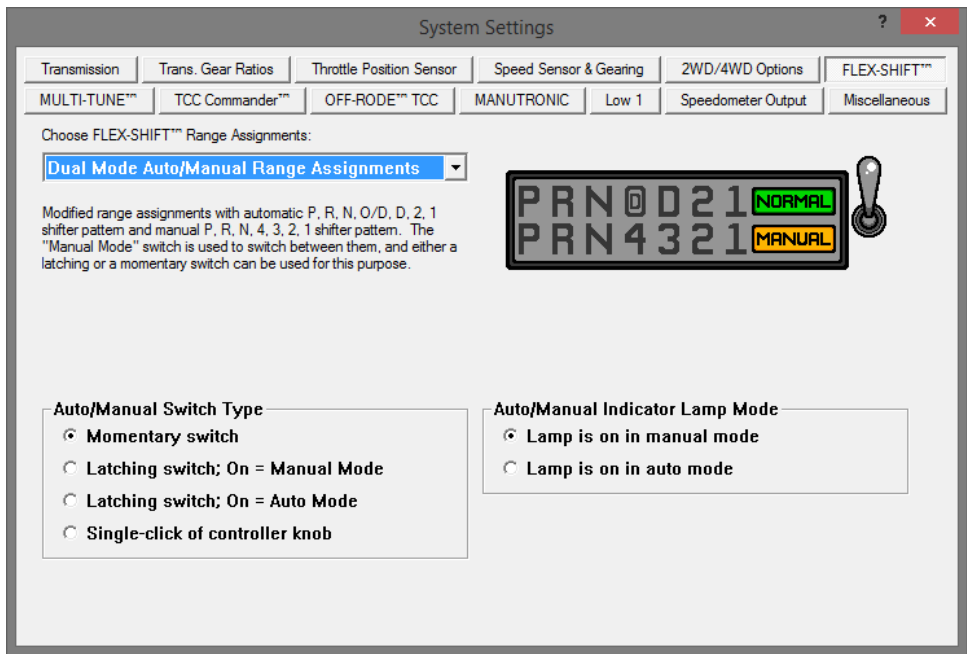 System Settings
? ×
Transmission Trans. Gear Ratios Throttle Position Sensor Speed Sensor & Gearing 2WD/4WD Options FLEX-SHIFT™
MULTI-TUNE™ TCC Commander™ OFF-RODE™ TCC MANUTRONIC Low 1 Speedometer Output Miscellaneous
Choose FLEX-SHIFT™ Range Assignments:
Dual Mode Auto/Manual Range Assignments
Modified range assignments with automatic P, R, N, O/D, D, 2, 1
shifter pattern and manual P, R, N, 4, 3, 2, 1 shifter pattern. The
"Manual Mode" switch is used to switch between them, and either a
latching or a momentary switch can be used for this purpose.
P R N D D 2 1 NORMAL
P R N 4 3 2 1 MANUAL
Auto/Manual Switch Type
Momentary switch
Latching switch; On = Manual Mode
Latching switch; On = Auto Mode
Single-click of controller knob
Auto/Manual Indicator Lamp Mode
Lamp is on in manual mode
Lamp is on in auto mode